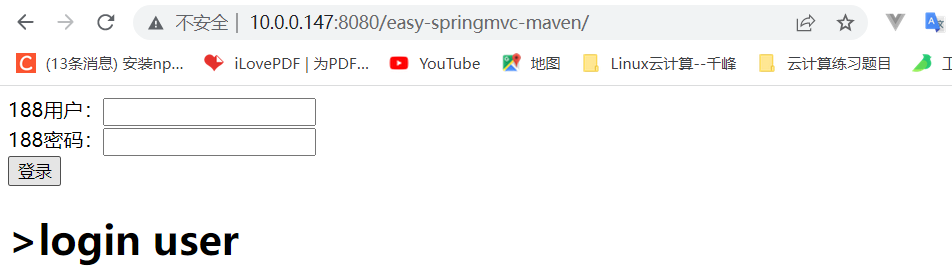 不安全 10.0.0.147:8080/easy-springmvc-maven/
(13条消息) 安装np... iLovePDF | 为PDF... YouTube 地图 Linux云计算--千峰 云计算练习题目
188用户：
188密码：
登录
>login user